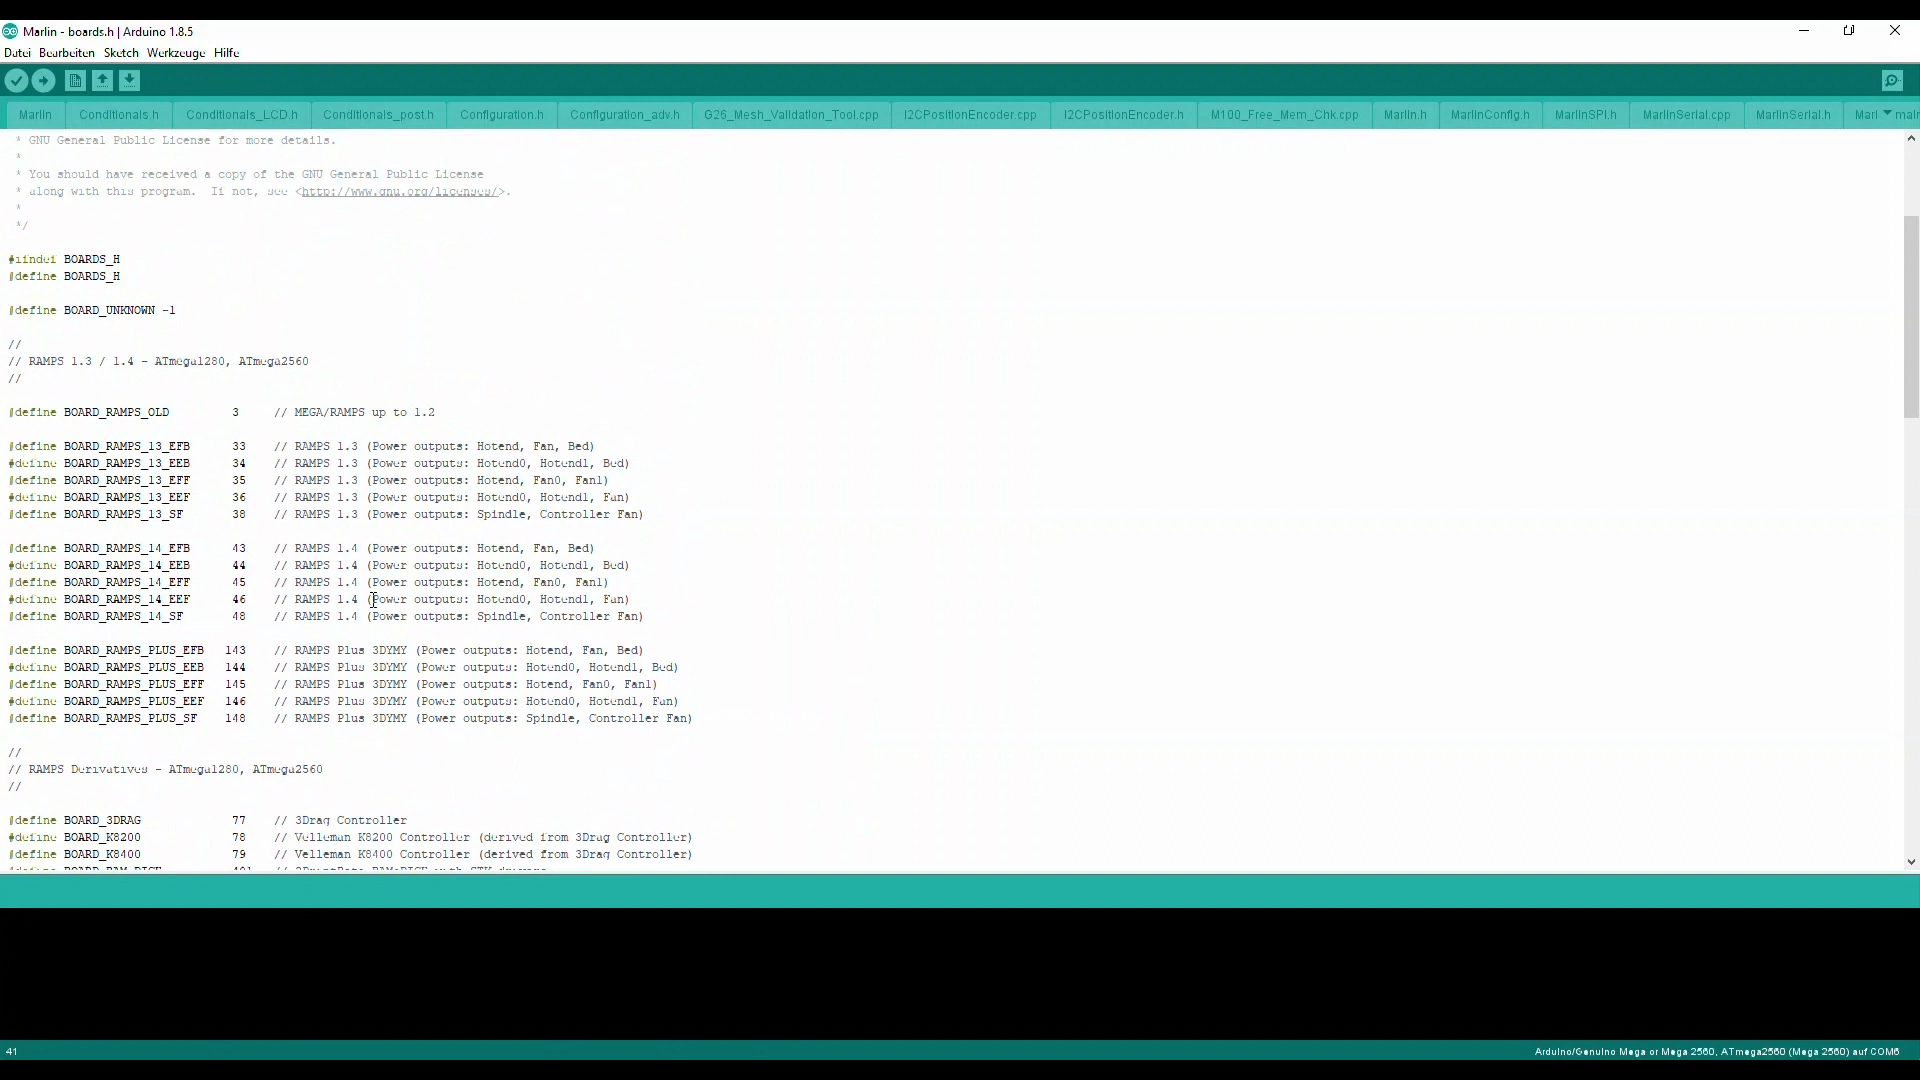 Marlin - boards.h | Arduino 1.8.5
Datei Bearbeiten Sketch Werkzeuge Hilfe
Marlin Conditionals.h Conditionals_LCD.h Conditionals_post.h Configuration.h Configuration_adv.h G26_Mesh_Validation_Tool.cpp I2CPositionEncoder.cpp I2CPositionEncoder.h M100_Free_Mem_Chk.cpp Marlin.h MarlinConfig.h MarlinSPI.h MarlinSerial.cpp MarlinSerial.h Marl mair
* GNU General Public License for more details.
*
* You should have received a copy of the GNU General Public License
* along with this program.  If not, see <http://www.gnu.org/licenses/>.
*
*/
#ifndef BOARDS_H
#define BOARDS_H
#define BOARD_UNKNOWN -1
//
// RAMPS 1.3 / 1.4 - ATmega1280, ATmega2560
//
#define BOARD_RAMPS_OLD         3    // MEGA/RAMPS up to 1.2
#define BOARD_RAMPS_13_EFB      33   // RAMPS 1.3 (Power outputs: Hotend, Fan, Bed)
#define BOARD_RAMPS_13_EEB      34   // RAMPS 1.3 (Power outputs: Hotend0, Hotend1, Bed)
#define BOARD_RAMPS_13_EFF      35   // RAMPS 1.3 (Power outputs: Hotend, Fan0, Fan1)
#define BOARD_RAMPS_13_EEF      36   // RAMPS 1.3 (Power outputs: Hotend0, Hotend1, Fan)
#define BOARD_RAMPS_13_SF       38   // RAMPS 1.3 (Power outputs: Spindle, Controller Fan)
#define BOARD_RAMPS_14_EFB      43   // RAMPS 1.4 (Power outputs: Hotend, Fan, Bed)
#define BOARD_RAMPS_14_EEB      44   // RAMPS 1.4 (Power outputs: Hotend0, Hotend1, Bed)
#define BOARD_RAMPS_14_EFF      45   // RAMPS 1.4 (Power outputs: Hotend, Fan0, Fan1)
#define BOARD_RAMPS_14_EEF      46   // RAMPS 1.4 (Power outputs: Hotend0, Hotend1, Fan)
#define BOARD_RAMPS_14_SF       48   // RAMPS 1.4 (Power outputs: Spindle, Controller Fan)
#define BOARD_RAMPS_PLUS_EFB   143   // RAMPS Plus 3DYMY (Power outputs: Hotend, Fan, Bed)
#define BOARD_RAMPS_PLUS_EEB   144   // RAMPS Plus 3DYMY (Power outputs: Hotend0, Hotend1, Bed)
#define BOARD_RAMPS_PLUS_EFF   145   // RAMPS Plus 3DYMY (Power outputs: Hotend, Fan0, Fan1)
#define BOARD_RAMPS_PLUS_EEF   146   // RAMPS Plus 3DYMY (Power outputs: Hotend0, Hotend1, Fan)
#define BOARD_RAMPS_PLUS_SF    148   // RAMPS Plus 3DYMY (Power outputs: Spindle, Controller Fan)
//
// RAMPS Derivatives - ATmega1280, ATmega2560
//
#define BOARD_3DRAG             77   // 3Drag Controller
#define BOARD_K8200             78   // Velleman K8200 Controller (derived from 3Drag Controller)
#define BOARD_K8400             79   // Velleman K8400 Controller (derived from 3Drag Controller)
41
Arduino/Genuino Mega or Mega 2560, ATmega2560 (Mega 2560) auf COM6